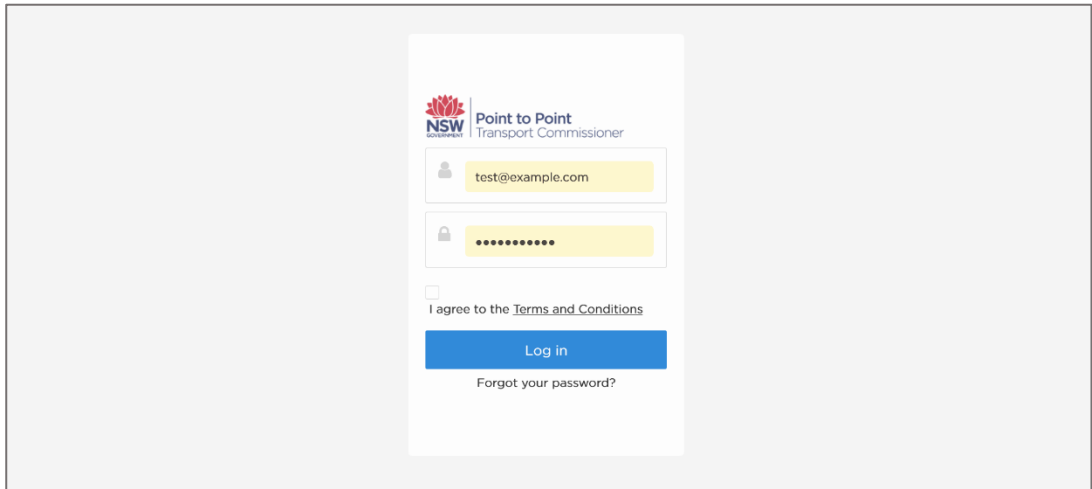 NSW
GOVERNMENT
Point to Point
Transport Commissioner
test@example.com
•••••••••••
I agree to the Terms and Conditions
Log in
Forgot your password?